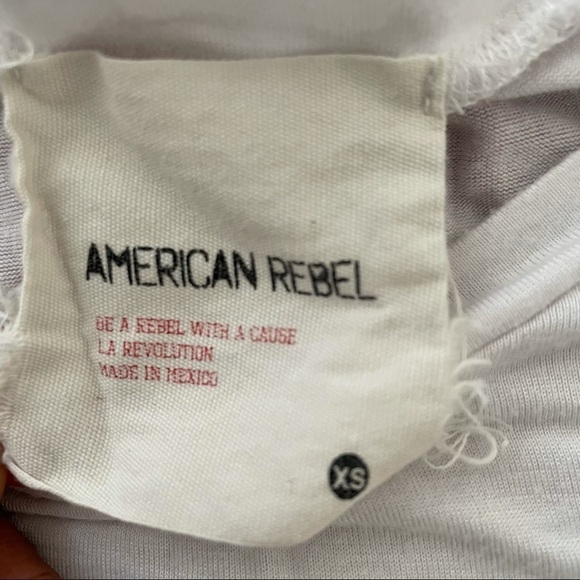 AMERICAN REBEL
BE A REBEL WITH A CAUSE
LA REVOLUTION
MADE IN MEXICO
XS